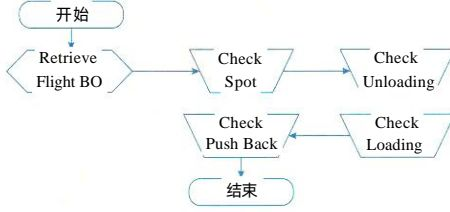 开始
Retrieve
Flight BO
Check
Spot
Check
Unloading
Check
Push Back
Check
Loading
结束